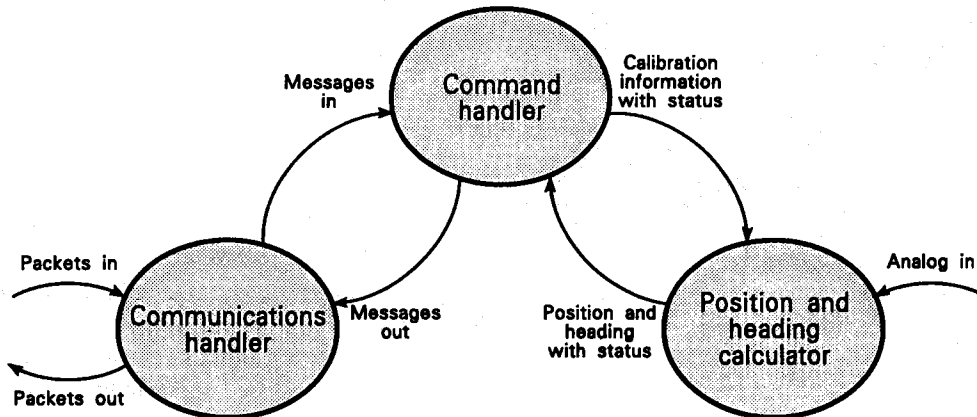 Messages
in
Command
handler
Calibration
information
with status
Packets in
Communications
handler
Messages
out
Packets out
Position and
heading
with status
Position and
heading
calculator
Analog in